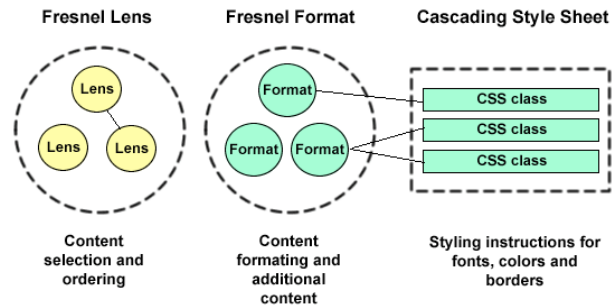 Fresnel Lens
Fresnel Format
Cascading Style Sheet
Lens
Lens
Lens
Format
Format
Format
CSS class
CSS class
CSS class
Content
selection and
ordering
Content
formating and
additional
content
Styling instructions for
fonts, colors and
borders